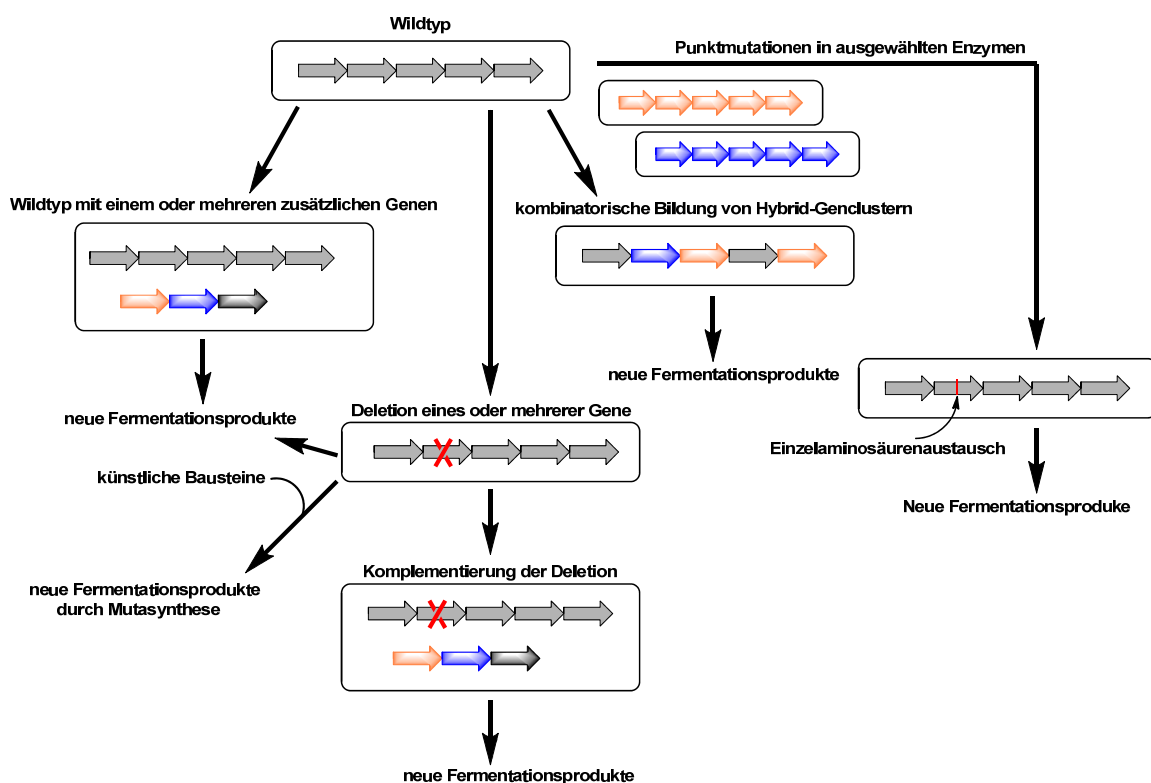 Wildtyp
Punktmutationen in ausgewählten Enzymen
Wildtyp mit einem oder mehreren zusätzlichen Genen
kombinatorische Bildung von Hybrid-Genclustern
neue Fermentationsprodukte
neue Fermentationsprodukte
Deletion eines oder mehrerer Gene
Einzelaminosäurenaustausch
künstliche Bausteine
Neue Fermentationsproduke
Komplementierung der Deletion
neue Fermentationsprodukte
durch Mutasynthese
neue Fermentationsprodukte